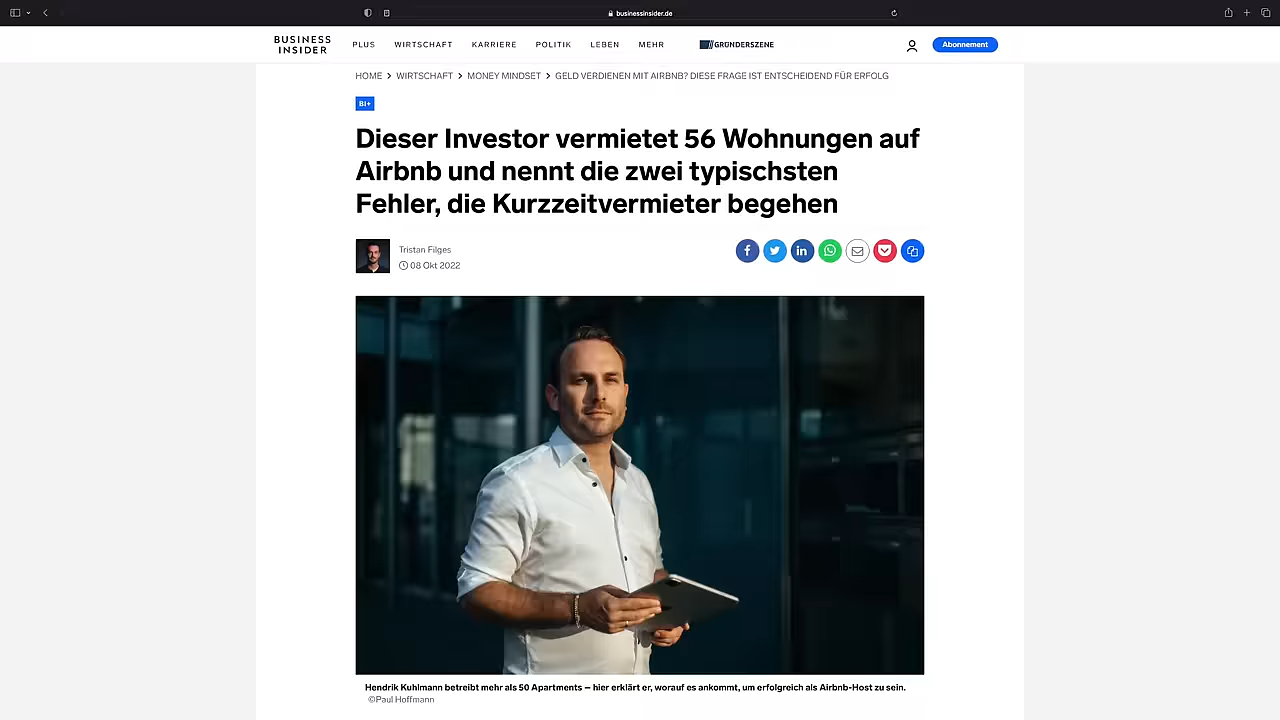 businessinsider.de
BUSINESS
INSIDER
PLUS WIRTSCHAFT KARRIERE POLITIK LEBEN MEHR GRÜNDERSZENE Abonnement
HOME > WIRTSCHAFT > MONEY MINDSET > GELD VERDIENEN MIT AIRBNB? DIESE FRAGE IST ENTSCHEIDEND FÜR ERFOLG
BI+
Dieser Investor vermietet 56 Wohnungen auf
Airbnb und nennt die zwei typischsten
Fehler, die Kurzzeitvermieter begehen
Tristan Filges
08 Okt 2022
Hendrik Kuhlmann betreibt mehr als 50 Apartments – hier erklärt er, worauf es ankommt, um erfolgreich als Airbnb-Host zu sein.
©Paul Hoffmann